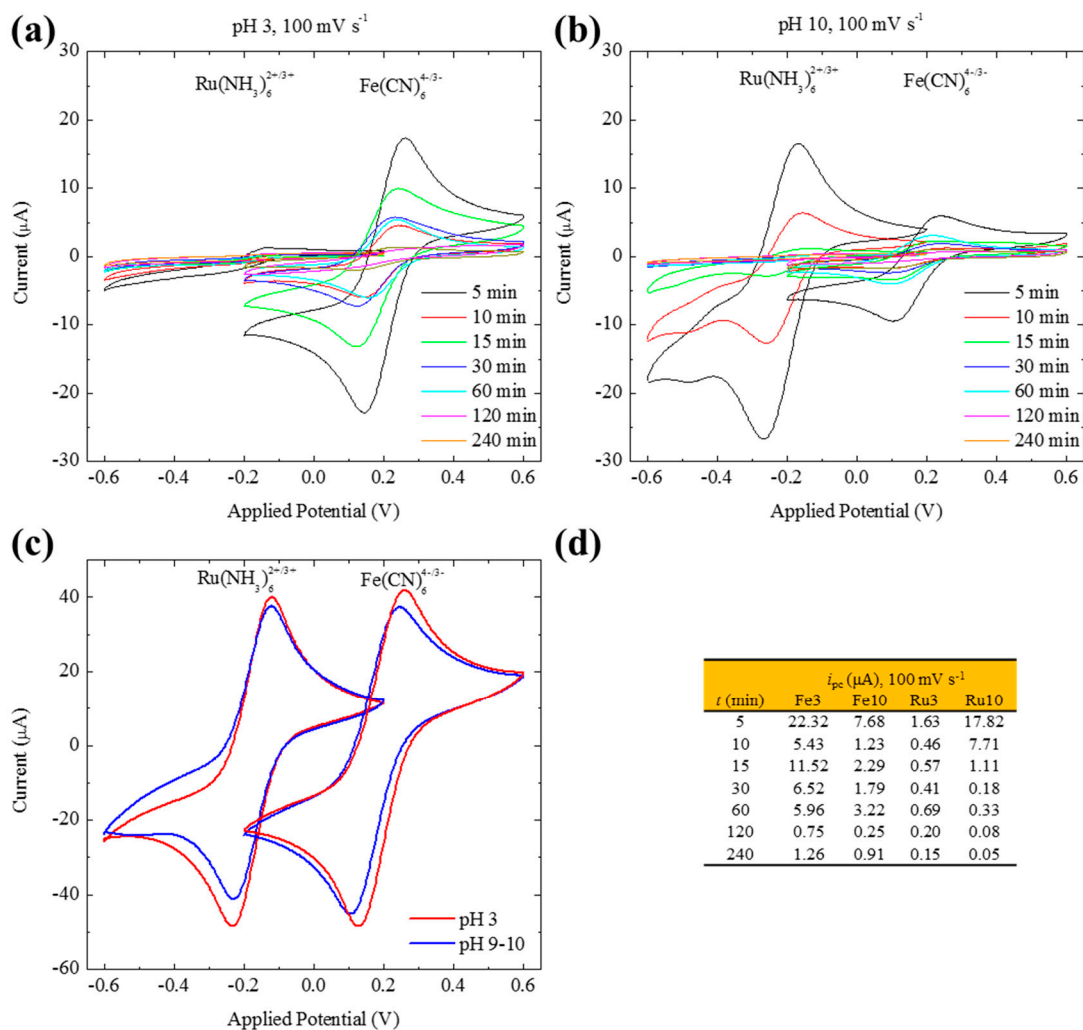 (a)
pH 3, 100 mV s-1
Ru(NH3)6 2+/3+ Fe(CN)6 4-/3-
30
20
10
0
-10
-20
-30
Current (μA)
5 min
10 min
15 min
30 min
60 min
120 min
240 min
-0.6 -0.4 -0.2 0.0 0.2 0.4 0.6
Applied Potential (V)
(b)
pH 10, 100 mV s-1
Ru(NH3)6 2+/3+ Fe(CN)6 4-/3-
30
20
10
0
-10
-20
-30
Current (μA)
5 min
10 min
15 min
30 min
60 min
120 min
240 min
-0.6 -0.4 -0.2 0.0 0.2 0.4 0.6
Applied Potential (V)
(c)
Ru(NH3)6 2+/3+ Fe(CN)6 4-/3-
40
20
0
-20
-40
-60
Current (μA)
pH 3
pH 9-10
-0.6 -0.4 -0.2 0.0 0.2 0.4 0.6
Applied Potential (V)
(d)
ipc (μA), 100 mV s-1
t (min) Fe3 Fe10 Ru3 Ru10
5 22.32 7.68 1.63 17.82
10 5.43 1.23 0.46 7.71
15 11.52 2.29 0.57 1.11
30 6.52 1.79 0.41 0.18
60 5.96 3.22 0.69 0.33
120 0.75 0.25 0.20 0.08
240 1.26 0.91 0.15 0.05